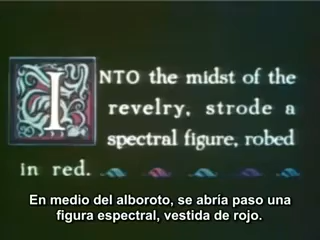 INTO the midst of the
revelry, strode a
spectral figure, robed
in red.
En medio del alboroto, se abría paso una
figura espectral, vestida de rojo.